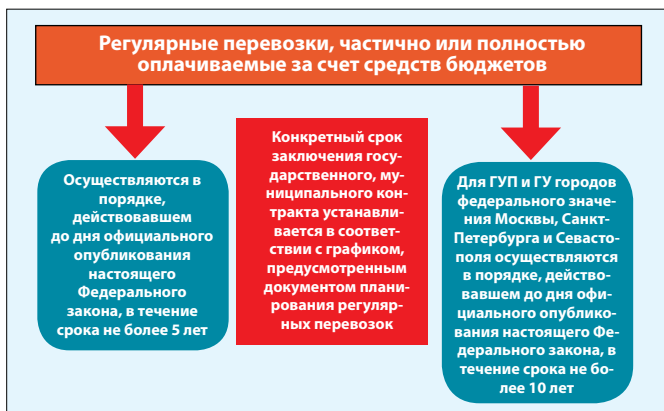 Регулярные перевозки, частично или полностью
оплачиваемые за счет средств бюджетов
Осуществляются в
порядке,
действовавшем
до дня официального
опубликования
настоящего
Федерального
закона, в течение
срока не более 5 лет
Конкретный срок
заключения госу-
дарственного, му-
ниципального кон-
тракта устанавли-
вается в соответ-
ствии с графиком,
предусмотренным
документом плани-
рования регуляр-
ных перевозок
Для ГУП и ГУ городов
федерального значе-
ния Москвы, Санкт-
Петербурга и Севасто-
поля осуществляются
в порядке, действо-
вавшем до дня офи-
циального опублико-
вания настоящего Фе-
дерального закона, в
течение срока не бо-
лее 10 лет